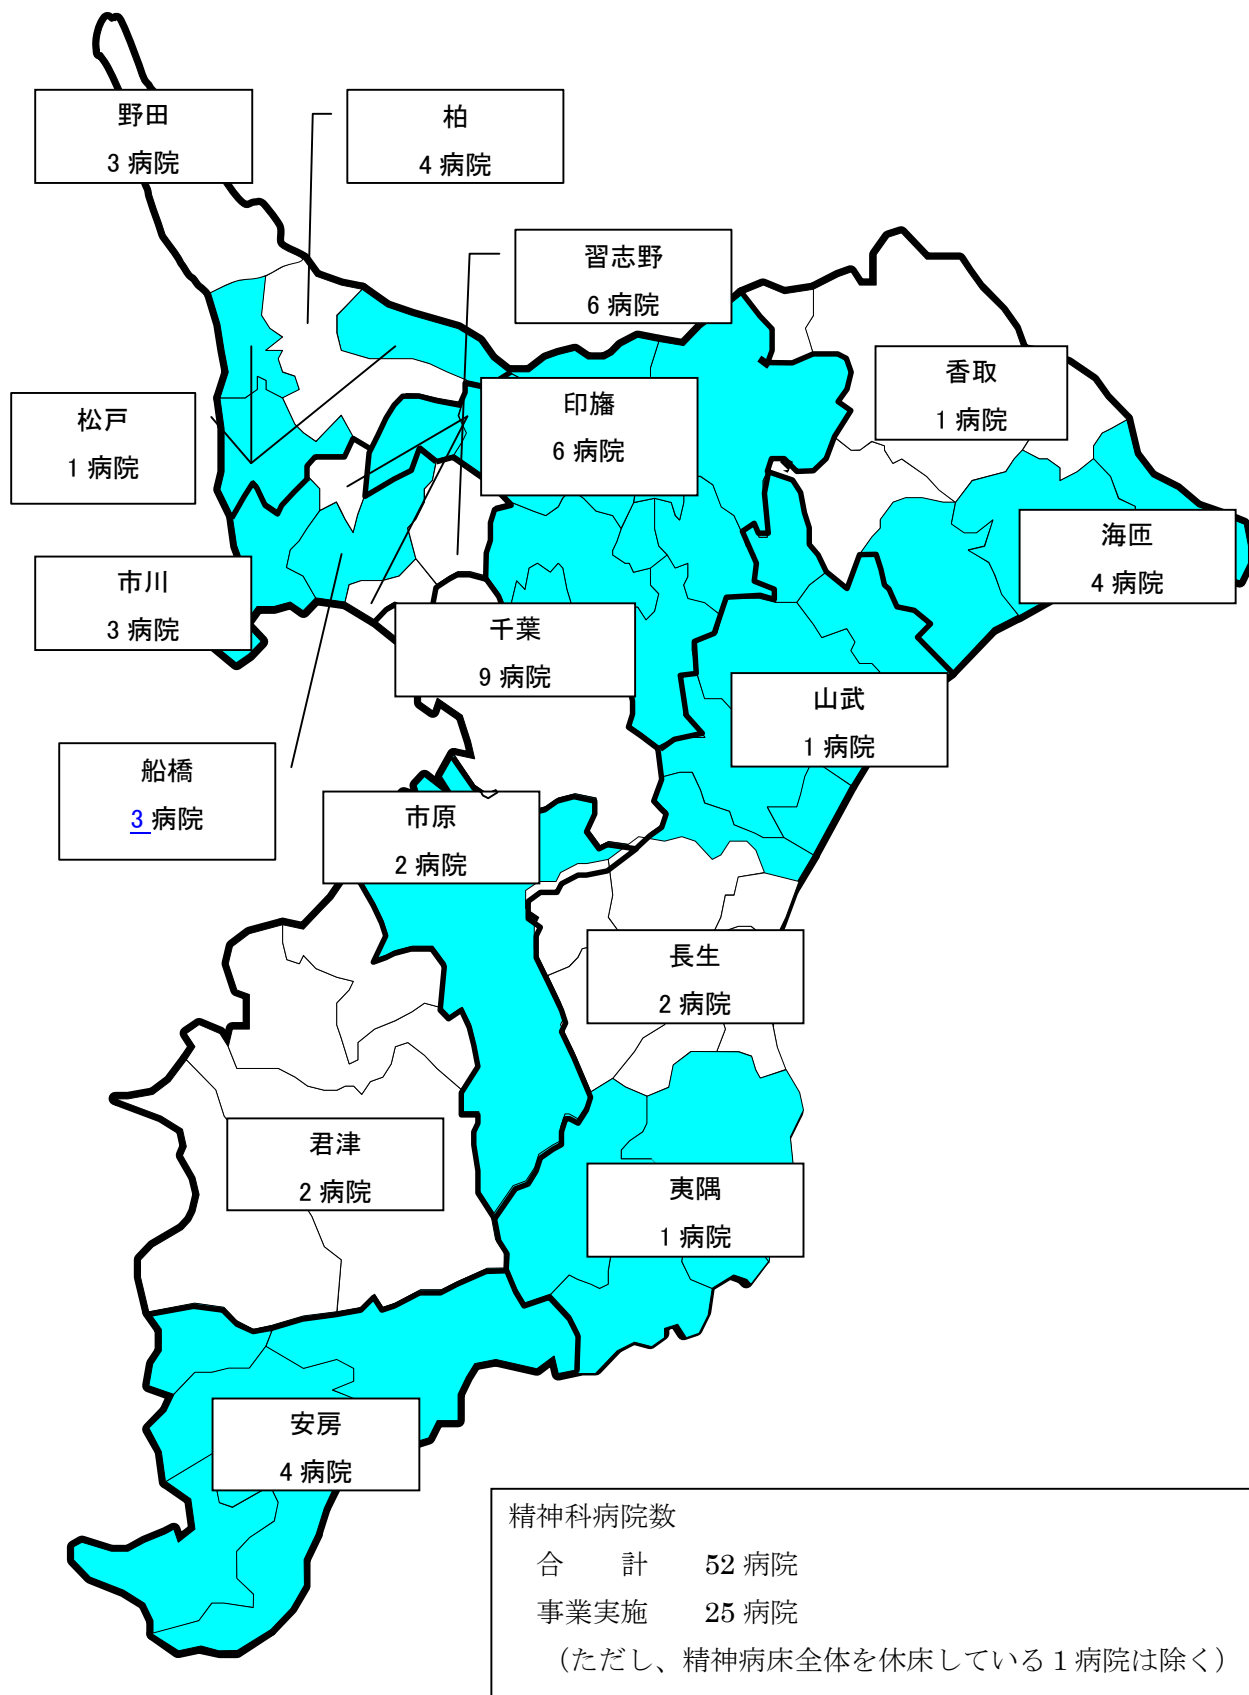 野田
3 病院
柏
4 病院
習志野
6 病院
香取
1 病院
松戸
1 病院
印旛
6 病院
海匝
4 病院
市川
3 病院
千葉
9 病院
山武
1 病院
船橋
3 病院
市原
2 病院
長生
2 病院
君津
2 病院
夷隅
1 病院
安房
4 病院
精神科病院数
合　　計　　52 病院
事業実施　　25 病院
（ただし、精神病床全体を休床している１病院は除く）